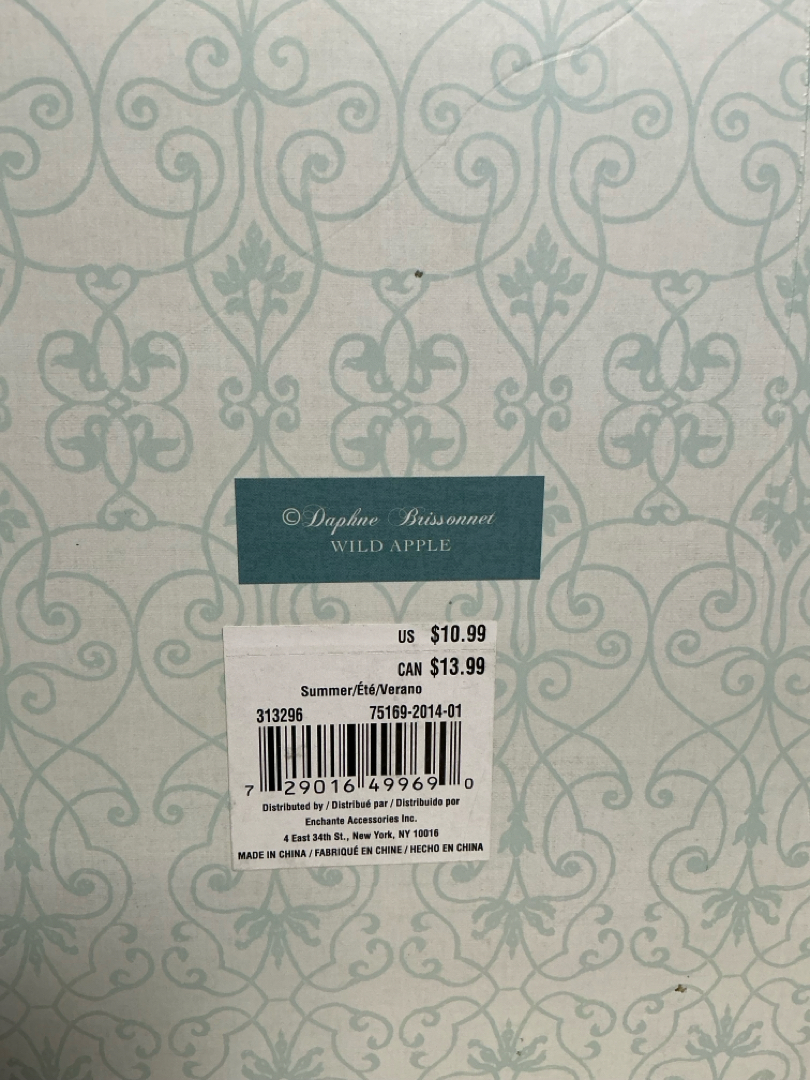 ©Daphne Brissonnet
WILD APPLE
US $10.99
CAN $13.99
Summer/Été/Verano
313296 75169-2014-01
7 29016 49969 0
Distributed by / Distribué par / Distribuido por
Enchante Accessories Inc.
4 East 34th St., New York, NY 10016
MADE IN CHINA / FABRIQUÉ EN CHINE / HECHO EN CHINA